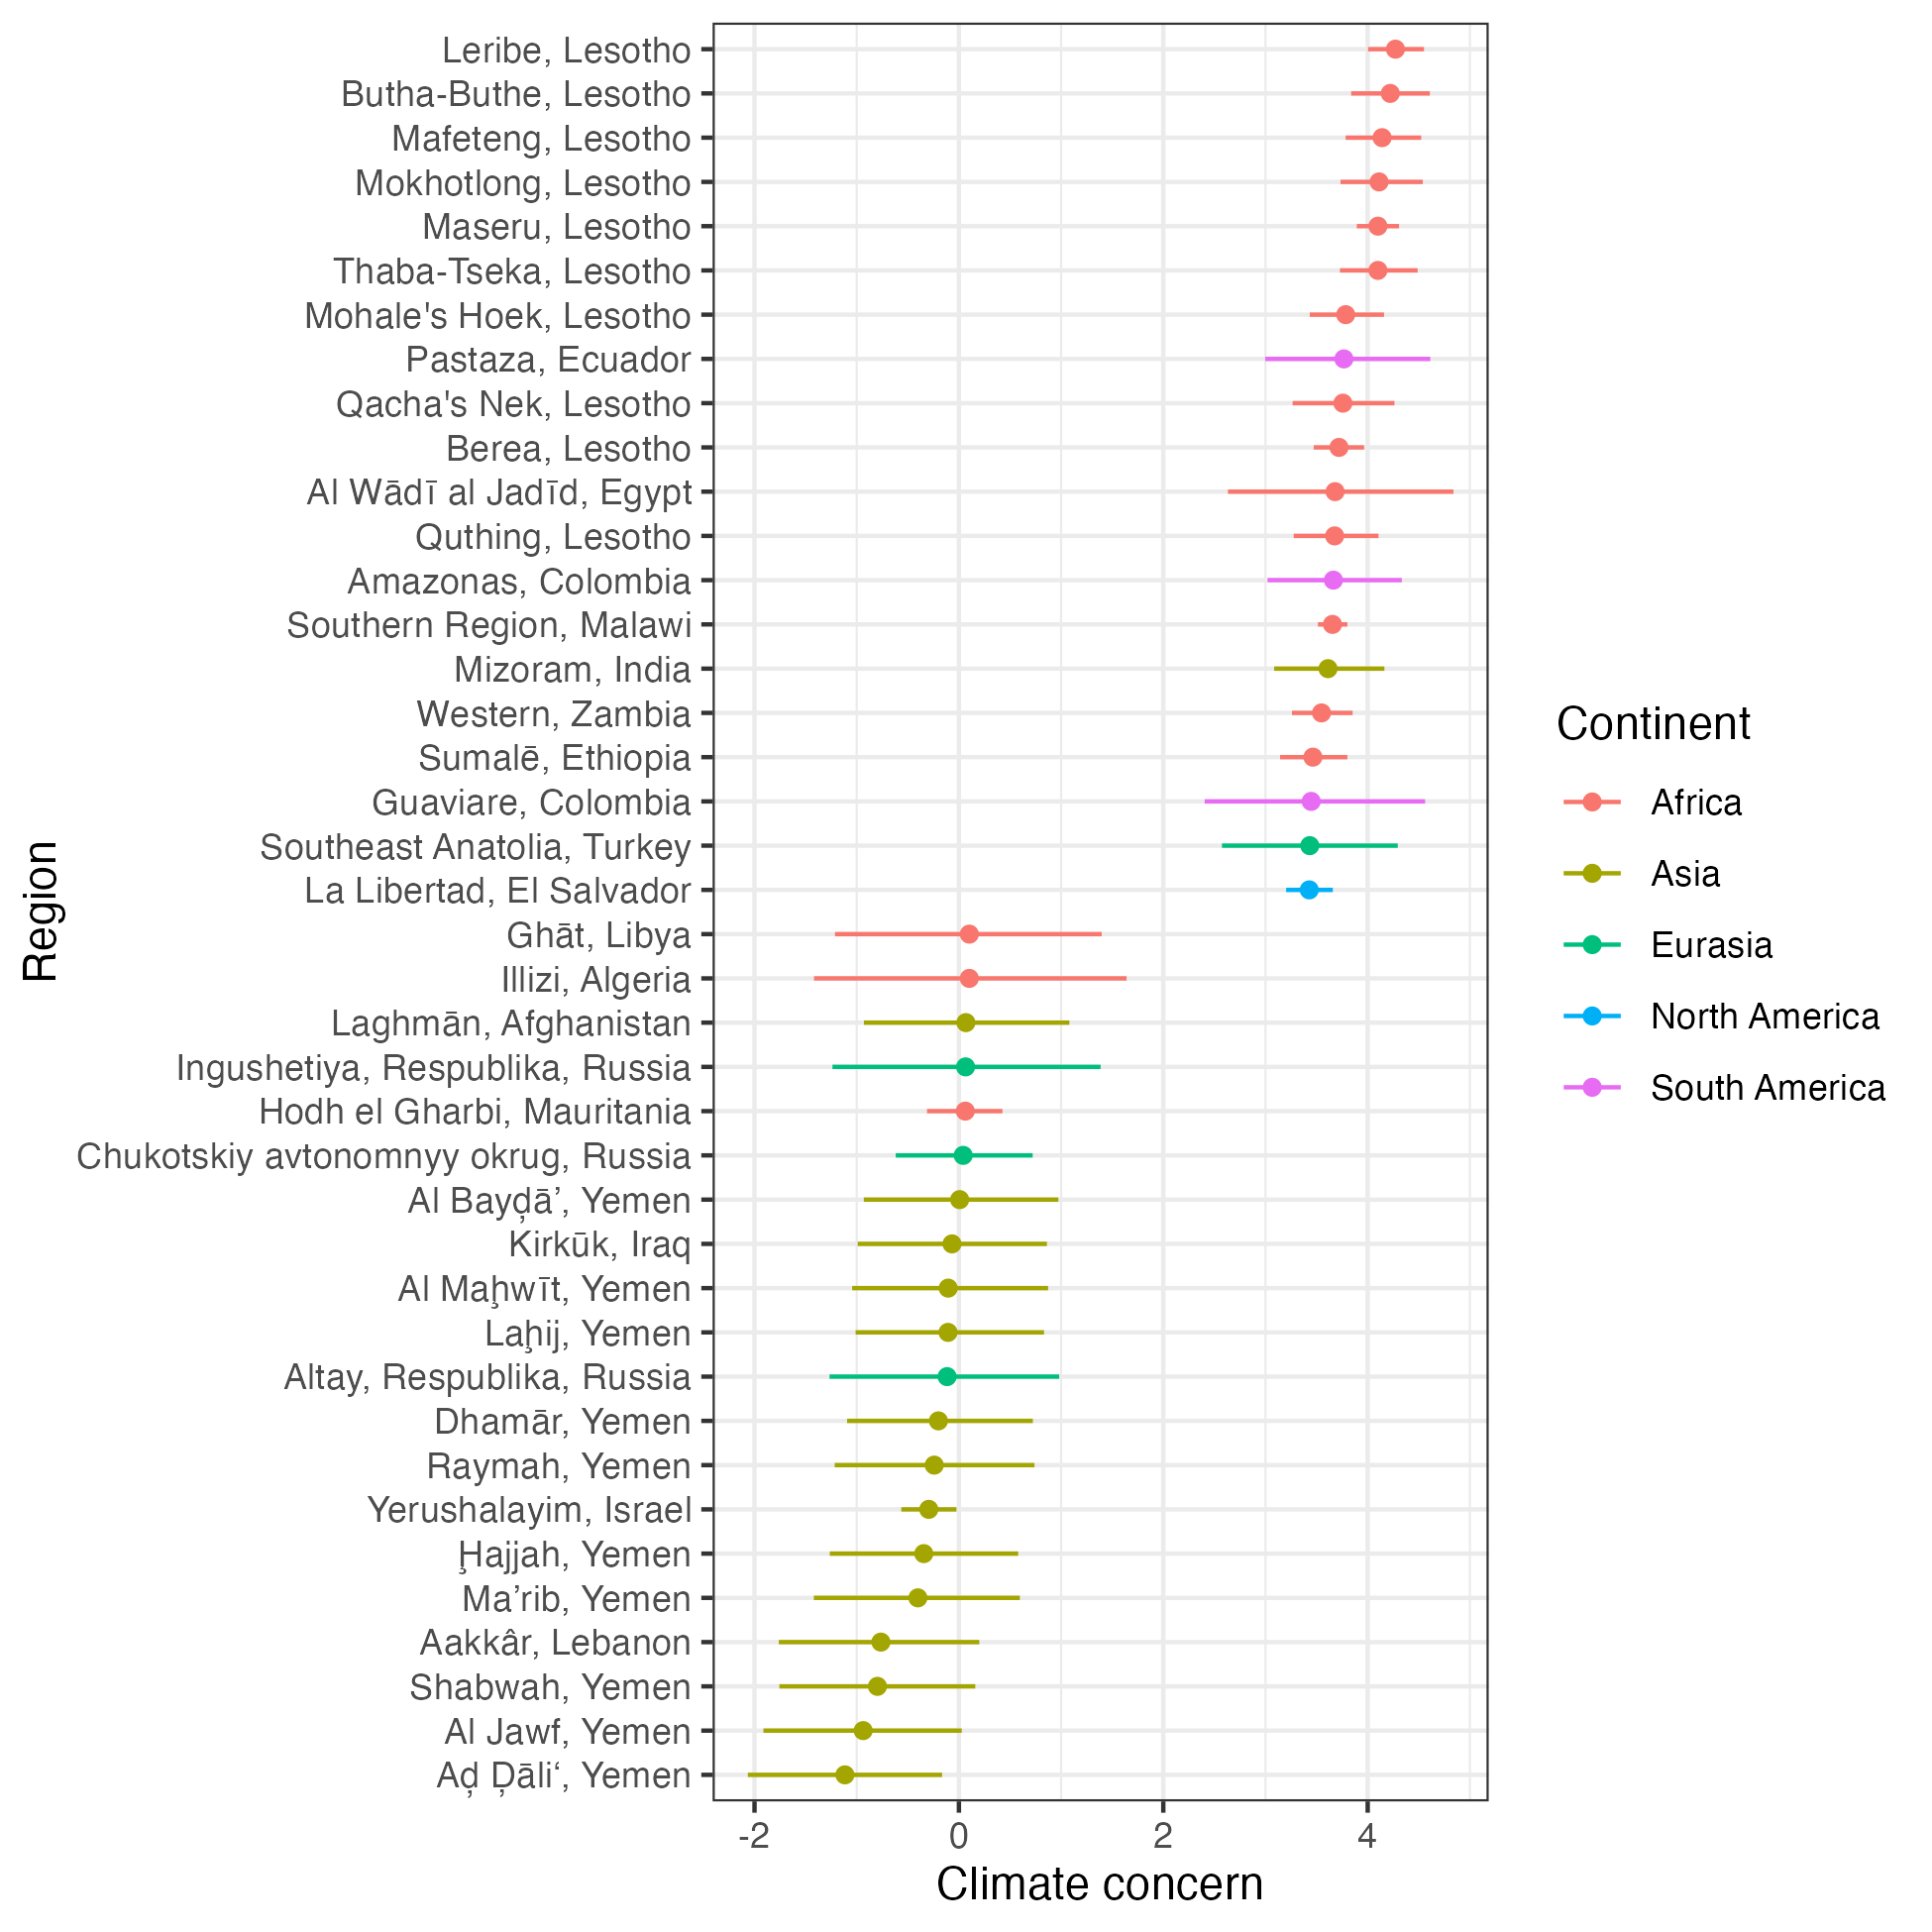 Leribe, Lesotho
Butha-Buthe, Lesotho
Mafeteng, Lesotho
Mokhotlong, Lesotho
Maseru, Lesotho
Thaba-Tseka, Lesotho
Mohale's Hoek, Lesotho
Pastaza, Ecuador
Qacha's Nek, Lesotho
Berea, Lesotho
Al Wādī al Jadīd, Egypt
Quthing, Lesotho
Amazonas, Colombia
Southern Region, Malawi
Mizoram, India
Western, Zambia
Sumalē, Ethiopia
Guaviare, Colombia
Southeast Anatolia, Turkey
La Libertad, El Salvador
Ghāt, Libya
Illizi, Algeria
Laghmān, Afghanistan
Ingushetiya, Respublika, Russia
Hodh el Gharbi, Mauritania
Chukotskiy avtonomnyy okrug, Russia
Al Bayḑā’, Yemen
Kirkūk, Iraq
Al Maḩwīt, Yemen
Laḩij, Yemen
Altay, Respublika, Russia
Dhamār, Yemen
Raymah, Yemen
Yerushalayim, Israel
Ḩajjah, Yemen
Ma’rib, Yemen
Aakkâr, Lebanon
Shabwah, Yemen
Al Jawf, Yemen
Aḑ Ḑāli‘, Yemen
Region
-2 0 2 4
Climate concern
Continent
Africa
Asia
Eurasia
North America
South America